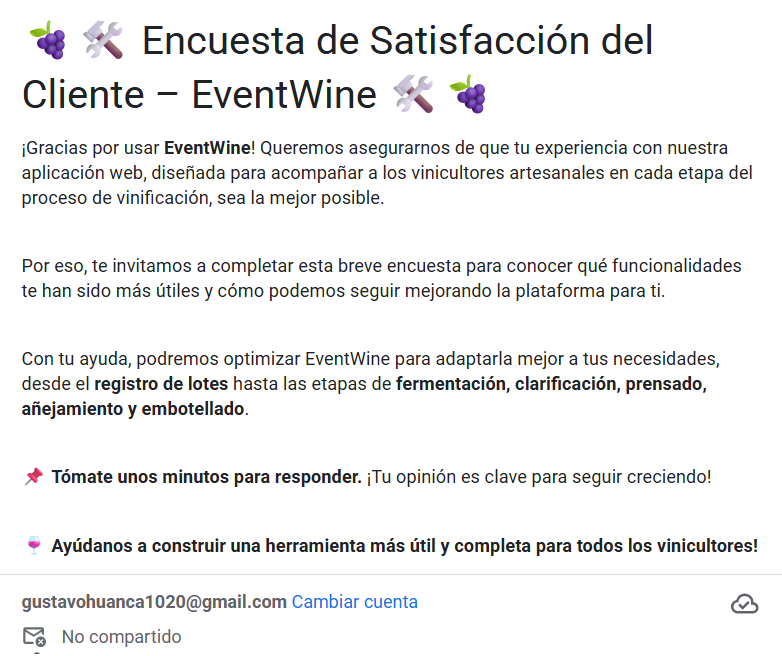 🍇 🛠️ Encuesta de Satisfacción del
Cliente – EventWine 🛠️ 🍇
¡Gracias por usar EventWine! Queremos asegurarnos de que tu experiencia con nuestra
aplicación web, diseñada para acompañar a los vinicultores artesanales en cada etapa del
proceso de vinificación, sea la mejor posible.
Por eso, te invitamos a completar esta breve encuesta para conocer qué funcionalidades
te han sido más útiles y cómo podemos seguir mejorando la plataforma para ti.
Con tu ayuda, podremos optimizar EventWine para adaptarla mejor a tus necesidades,
desde el registro de lotes hasta las etapas de fermentación, clarificación, prensado,
añejamiento y embotellado.
📌 Tómate unos minutos para responder. ¡Tu opinión es clave para seguir creciendo!
🍷 Ayúdanos a construir una herramienta más útil y completa para todos los vinicultores!
gustavohuanca1020@gmail.com Cambiar cuenta
No compartido